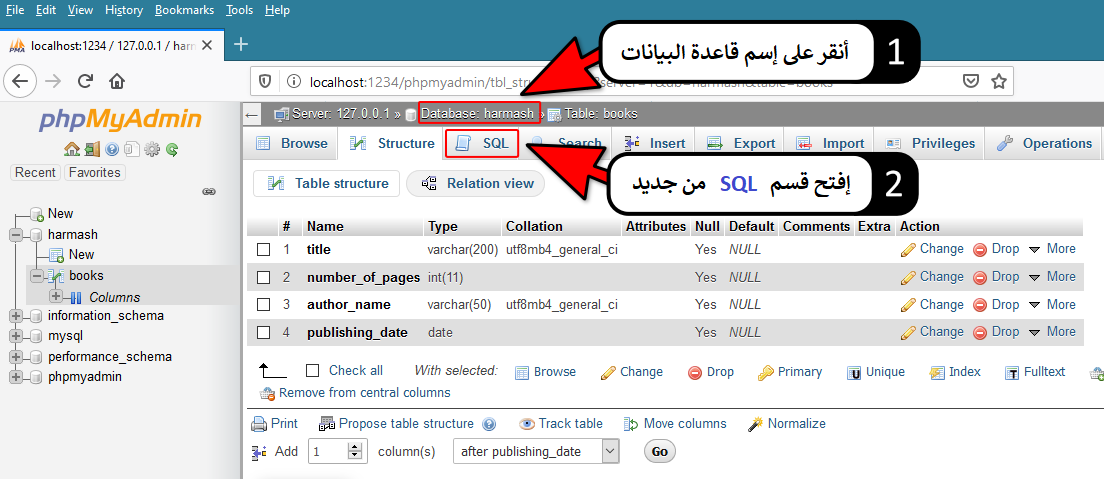 File Edit View History Bookmarks Tools Help
localhost:1234 / 127.0.0.1 / harm
1 أنقر على إسم قاعدة البيانات
localhost:1234/phpmyadmin/tbl_stru
phpMyAdmin
Server: 127.0.0.1 » Database: harmash » Table: books
Browse Structure SQL Search Insert Export Import Privileges Operations
Recent Favorites
2 إفتح قسم SQL من جديد
Table structure Relation view
New
harmash
New
books
Columns
information_schema
mysql
performance_schema
phpmyadmin
# Name Type Collation Attributes Null Default Comments Extra Action
1 title varchar(200) utf8mb4_general_ci Yes NULL Change Drop More
2 number_of_pages int(11) Yes NULL Change Drop More
3 author_name varchar(50) utf8mb4_general_ci Yes NULL Change Drop More
4 publishing_date date Yes NULL Change Drop More
Check all With selected: Browse Change Drop Primary Unique Index Fulltext
Remove from central columns
Print Propose table structure Track table Move columns Normalize
Add 1 column(s) after publishing_date Go